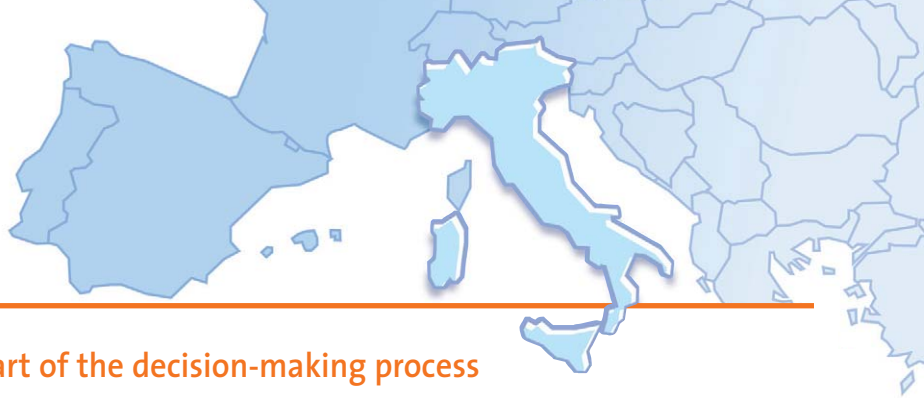 art of the decision-making process